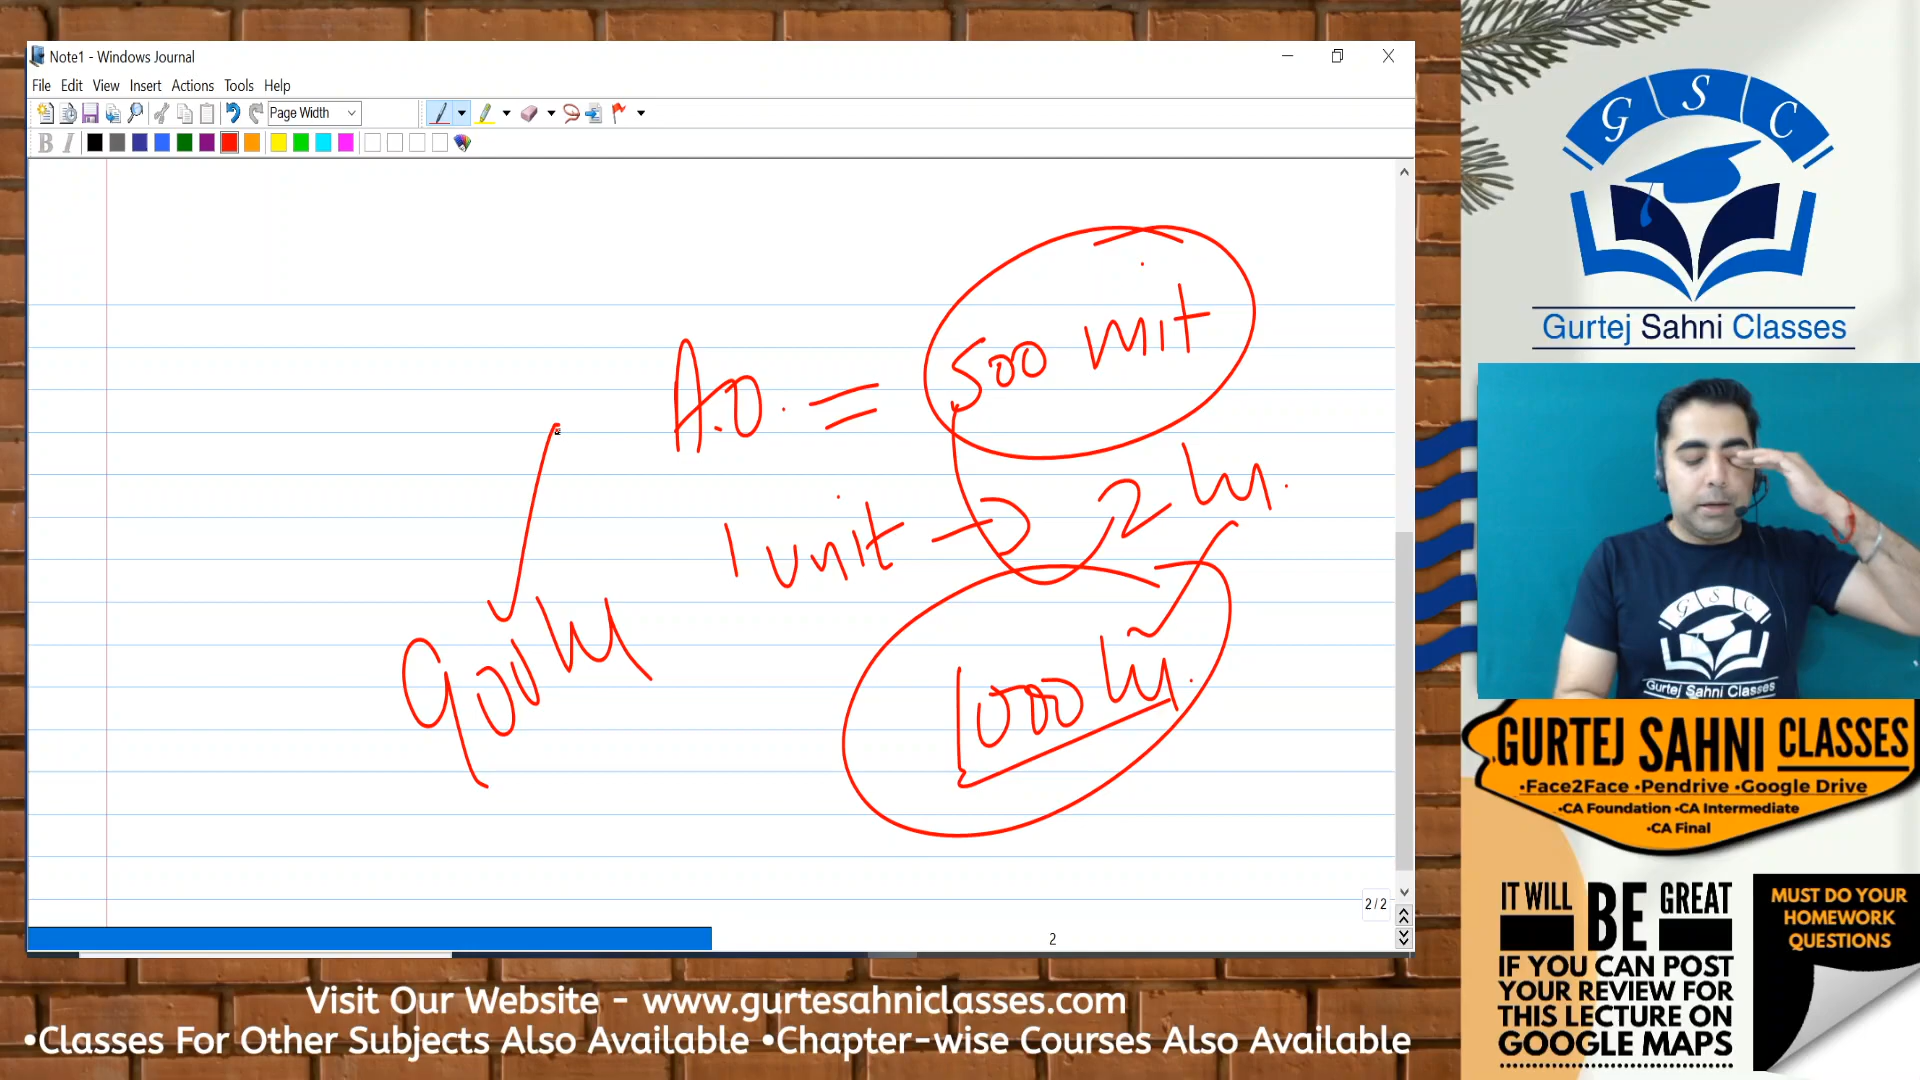 Note1 - Windows Journal
File Edit View Insert Actions Tools Help
Page Width
B I
A.O. = 500 unit
1 unit → 2 hr.
900 hr
1000 hr.
2 / 2
2
G S C
Gurtej Sahni Classes
G S C
Gurtej Sahni Classes
GURTEJ SAHNI CLASSES
•Face2Face •Pendrive •Google Drive
•CA Foundation •CA Intermediate
•CA Final
IT WILL BE GREAT
IF YOU CAN POST
YOUR REVIEW FOR
THIS LECTURE ON
GOOGLE MAPS
MUST DO YOUR
HOMEWORK
QUESTIONS
Visit Our Website - www.gurtesahniclasses.com
•Classes For Other Subjects Also Available •Chapter-wise Courses Also Available